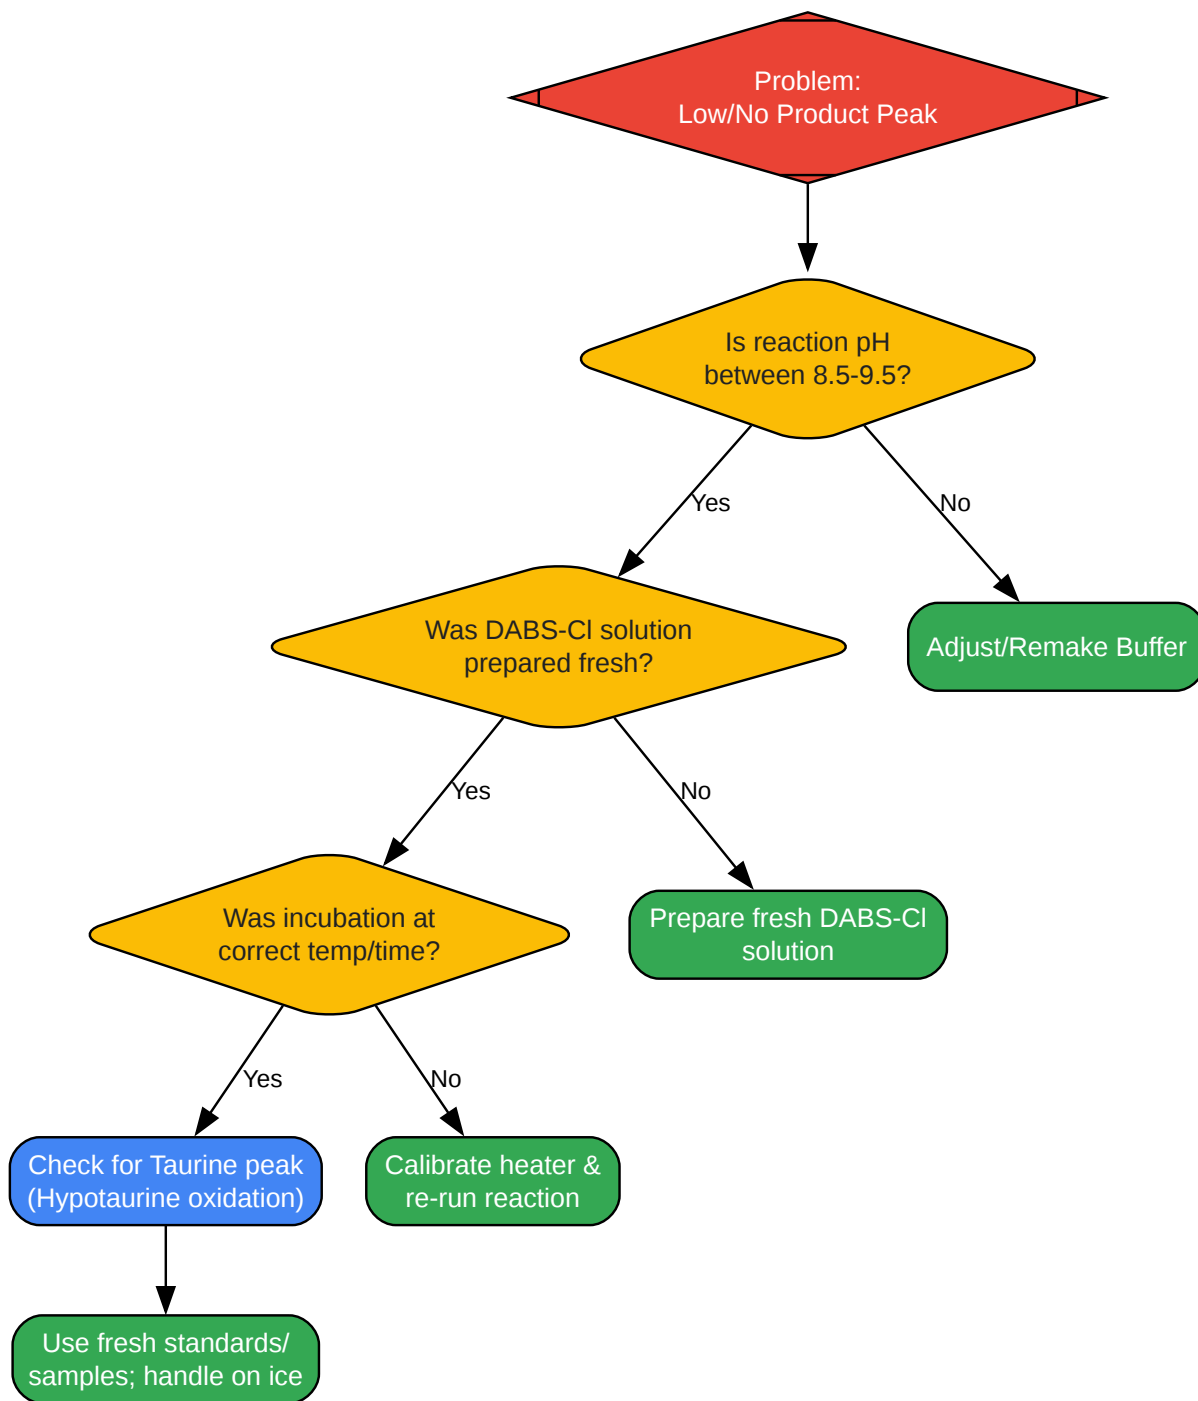 Problem:
Low/No Product Peak
Is reaction pH
between 8.5-9.5?
Yes
No
Was DABS-Cl solution
prepared fresh?
Adjust/Remake Buffer
Yes
No
Was incubation at
correct temp/time?
Prepare fresh DABS-Cl
solution
Yes
No
Check for Taurine peak
(Hypotaurine oxidation)
Calibrate heater &
re-run reaction
Use fresh standards/
samples; handle on ice